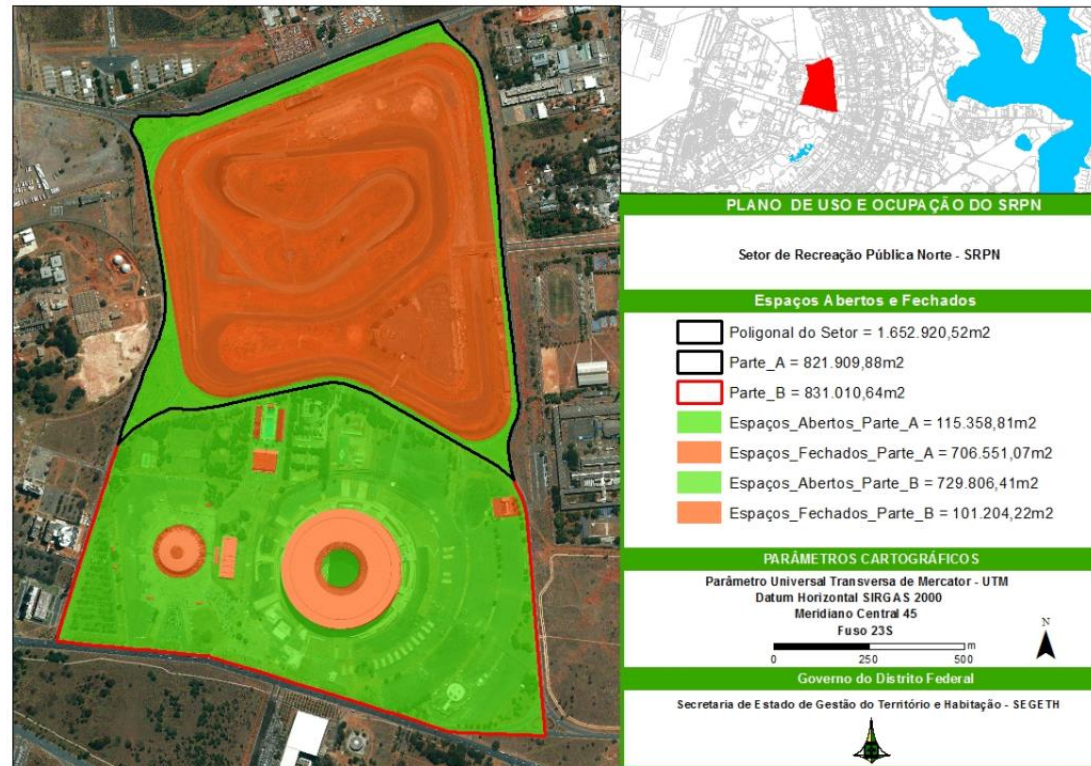 PLANO DE USO E OCUPAÇÃO DO SRPN
Setor de Recreação Pública Norte - SRPN
Espaços Abertos e Fechados
Poligonal do Setor = 1.652.920,52m2
Parte_A = 821.909,88m2
Parte_B = 831.010,64m2
Espaços_Abertos_Parte_A = 115.358,81m2
Espaços_Fechados_Parte_A = 706.551,07m2
Espaços_Abertos_Parte_B = 729.806,41m2
Espaços_Fechados_Parte_B = 101.204,22m2
PARÂMETROS CARTOGRÁFICOS
Parâmetro Universal Transversa de Mercator - UTM
Datum Horizontal SIRGAS 2000
Meridiano Central 45
Fuso 23S
N
m
0 250 500
Governo do Distrito Federal
Secretaria de Estado de Gestão do Território e Habitação - SEGETH